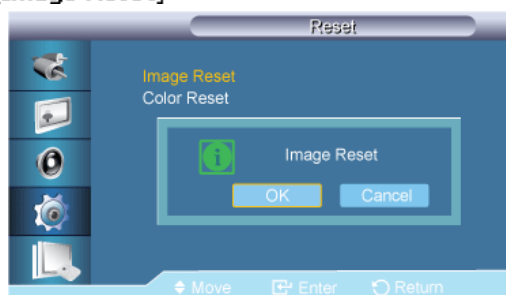 Reset
Image Reset
Color Reset
Image Reset
OK Cancel
Move Enter Return